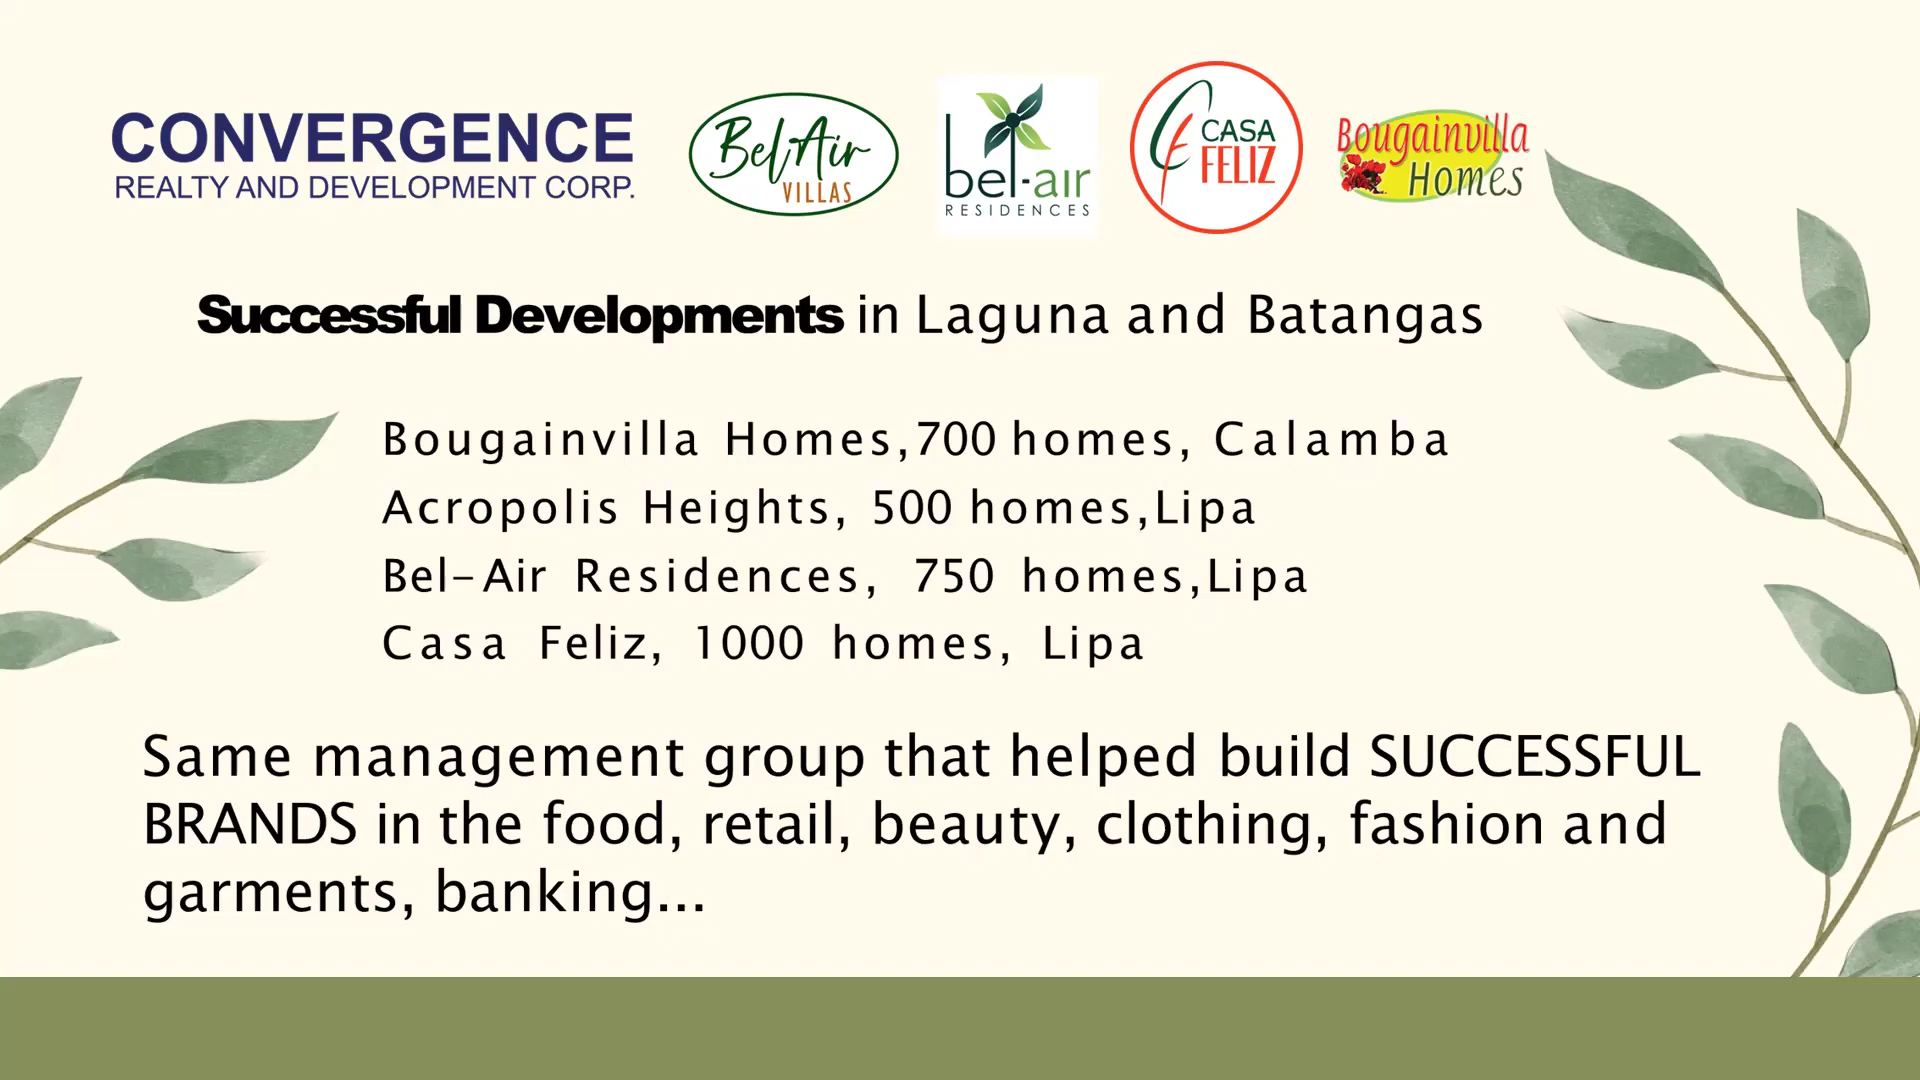 CONVERGENCE
REALTY AND DEVELOPMENT CORP.
Bel Air
VILLAS
bel-air
RESIDENCES
CASA
FELIZ
Bougainvilla
Homes
Successful Developments in Laguna and Batangas
Bougainvilla Homes,700 homes, Calamba
Acropolis Heights, 500 homes,Lipa
Bel-Air Residences, 750 homes,Lipa
Casa Feliz, 1000 homes, Lipa
Same management group that helped build SUCCESSFUL
BRANDS in the food, retail, beauty, clothing, fashion and
garments, banking...